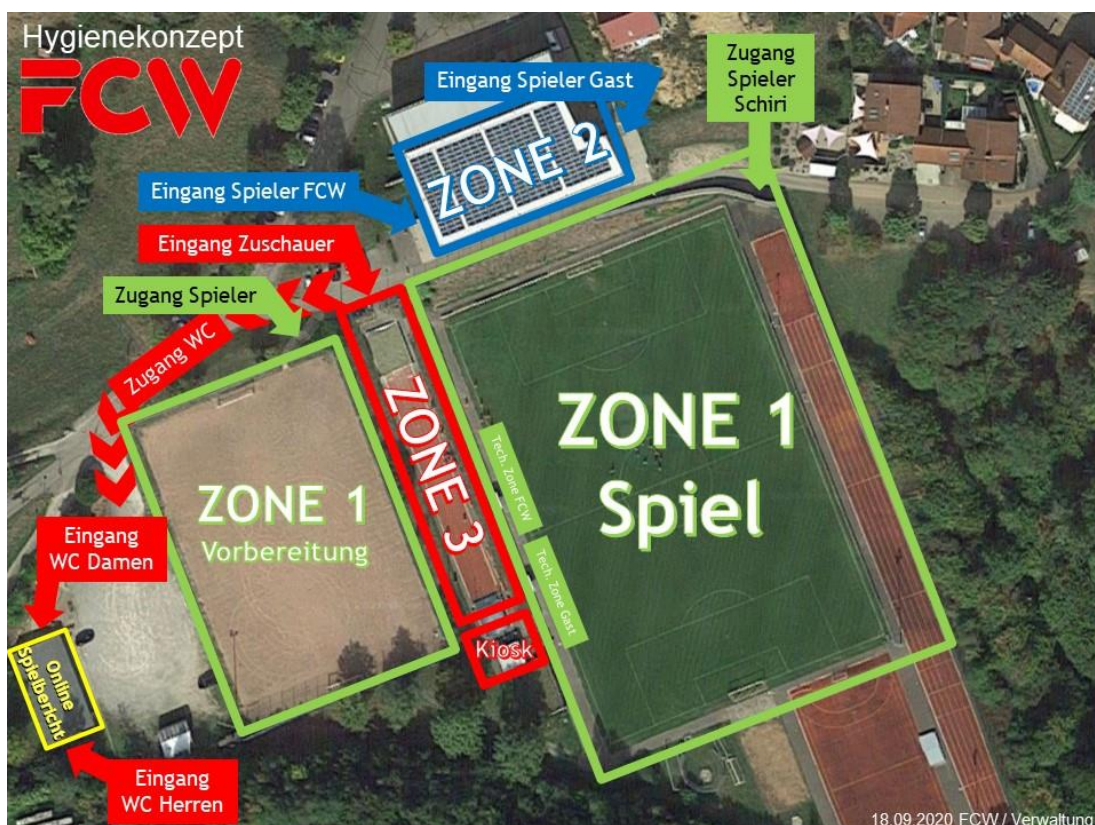 Hygienekonzept
FCW
Eingang Spieler Gast
Zugang
Spieler
Schiri
ZONE 2
Eingang Spieler FCW
Eingang Zuschauer
Zugang Spieler
Zugang WC
ZONE 3
ZONE 1
Spiel
Tech. Zone FCW
Tech. Zone Gast
ZONE 1
Vorbereitung
Eingang
WC Damen
Kiosk
Online
Spielbericht
Eingang
WC Herren
18.09.2020 FCW / Verwaltung